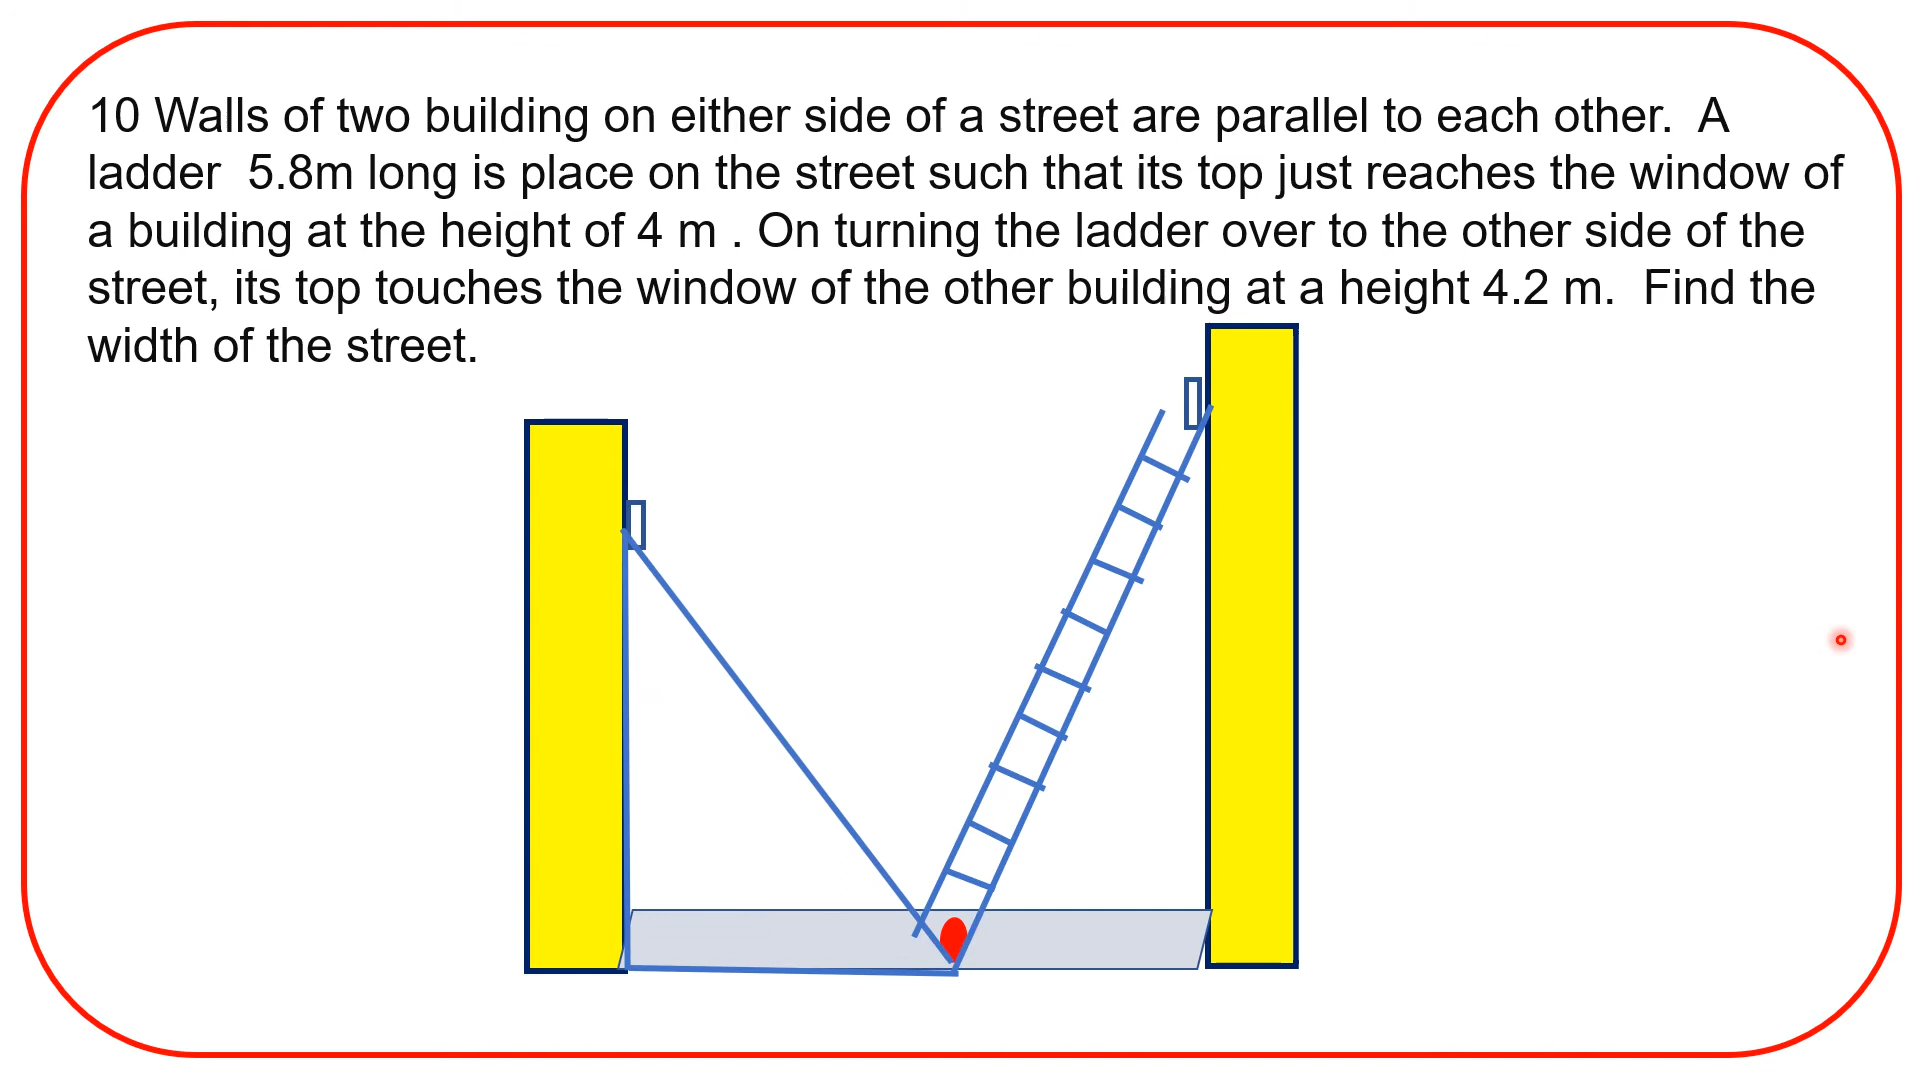 10 Walls of two building on either side of a street are parallel to each other.  A
ladder  5.8m long is place on the street such that its top just reaches the window of
a building at the height of 4 m . On turning the ladder over to the other side of the
street, its top touches the window of the other building at a height 4.2 m.  Find the
width of the street.